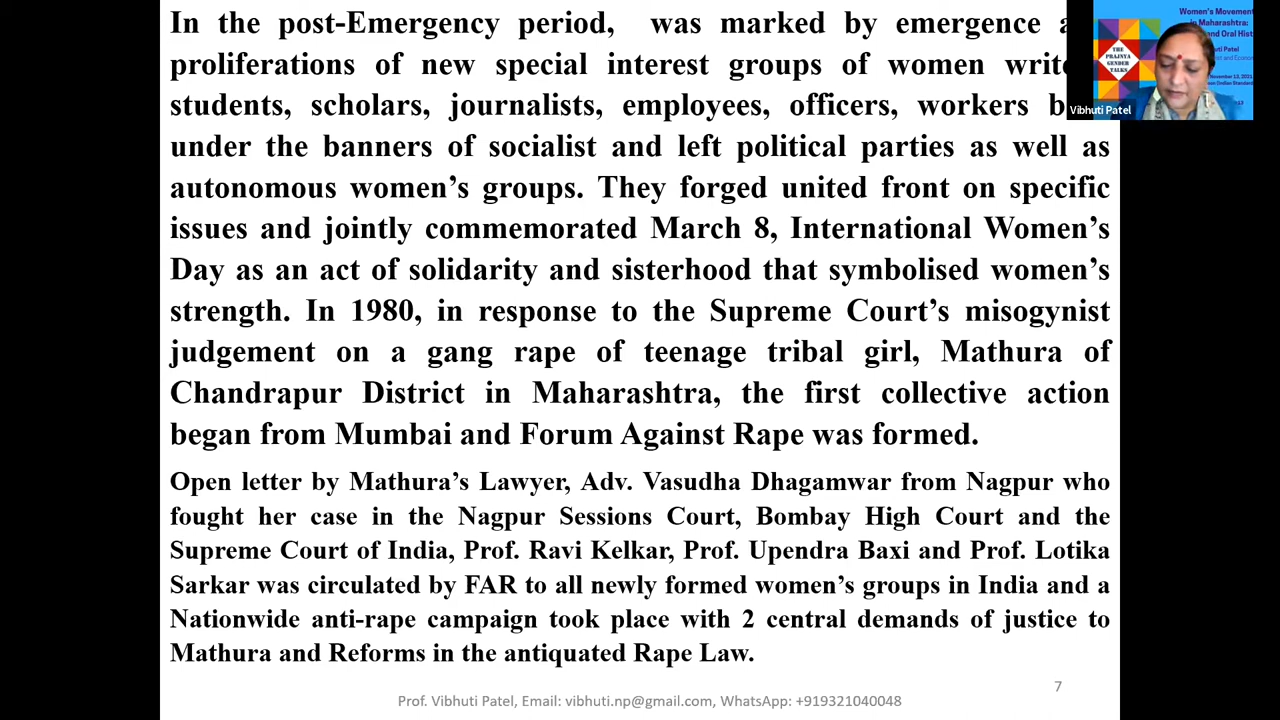 In the post-Emergency period, was marked by emergence
proliferations of new special interest groups of women
students, scholars, journalists, employees, officers, workers
under the banners of socialist and left political parties as well as
autonomous women's groups. They forged united front on specific
issues and jointly commemorated March 8, International Women's
Day as an act of solidarity and sisterhood that symbolised women's
strength. In 1980, in response to the Supreme Court's misogynist
judgement on a gang rape of teenage tribal girl, Mathura of
Chandrapur District in Maharashtra, the first collective action
began from Mumbai and Forum Against Rape was formed.
Open letter by Mathura's Lawyer, Adv. Vasudha Dhagamwar from Nagpur who
fought her case in the Nagpur Sessions Court, Bombay High Court and the
Supreme Court of India, Prof. Ravi Kelkar, Prof. Upendra Baxi and Prof. Lotika
Sarkar was circulated by FAR to all newly formed women's groups in India and a
Nationwide anti-rape campaign took place with 2 central demands of justice to
Mathura and Reforms in the antiquated Rape Law.
7
Prof. Vibhuti Patel, Email: vibhuti.np@gmail.com, WhatsApp: +919321040048
Women's Movement
in Maharashtra:
and Oral
Patel
November 13,
THE
PRAJNYA
GENDER
TALKS
Vibhuti Patel